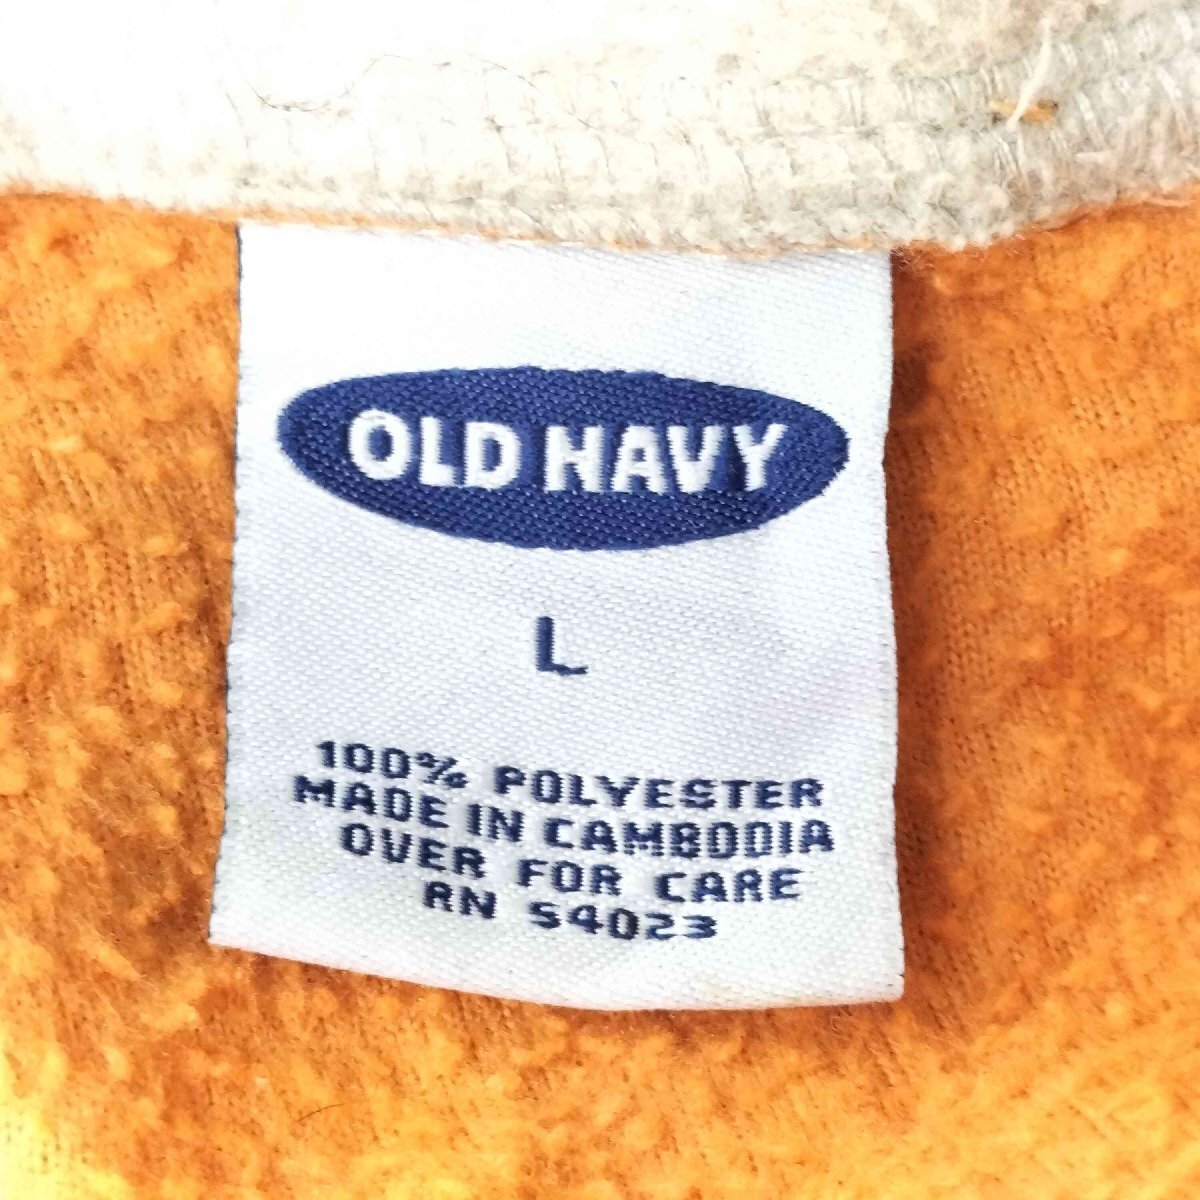 OLD NAVY
L
100% POLYESTER
MADE IN CAMBODIA
OVER FOR CARE
RN 54023